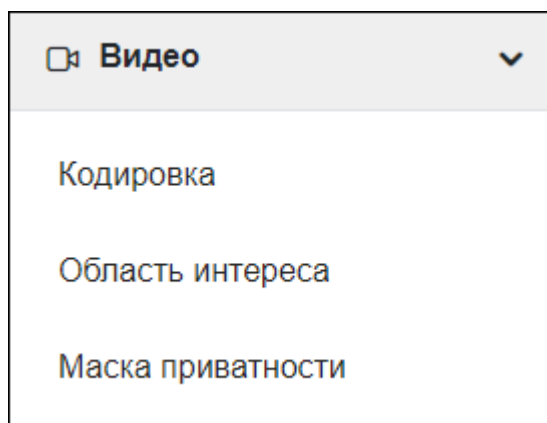 Видео
Кодировка
Область интереса
Маска приватности